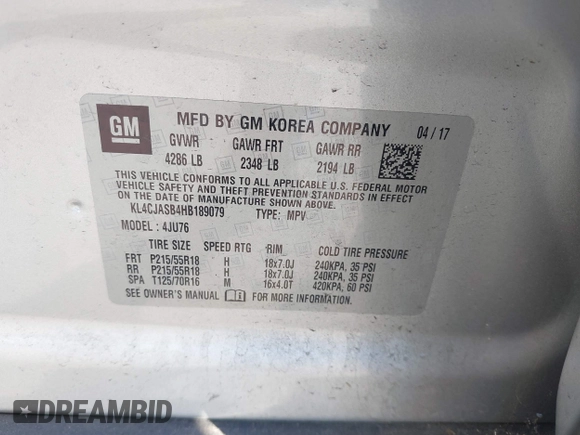 GM
MFD BY GM KOREA COMPANY 04 / 17
GVWR GAWR FRT GAWR RR
4286 LB 2348 LB 2194 LB
THIS VEHICLE CONFORMS TO ALL APPLICABLE U.S. FEDERAL MOTOR
VEHICLE SAFETY AND THEFT PREVENTION STANDARDS IN EFFECT
ON THE DATE OF MANUFACTURE SHOWN ABOVE.
KL4CJASB4HB189079 TYPE: MPV
MODEL : 4JU76
TIRE SIZE SPEED RTG RIM COLD TIRE PRESSURE
FRT P215/55R18 H 18x7.0J 240KPA, 35 PSI
RR P215/55R18 H 18x7.0J 240KPA, 35 PSI
SPA T125/70R16 M 16x4.0T 420KPA, 60 PSI
SEE OWNER'S MANUAL FOR MORE INFORMATION.
DREAMBID